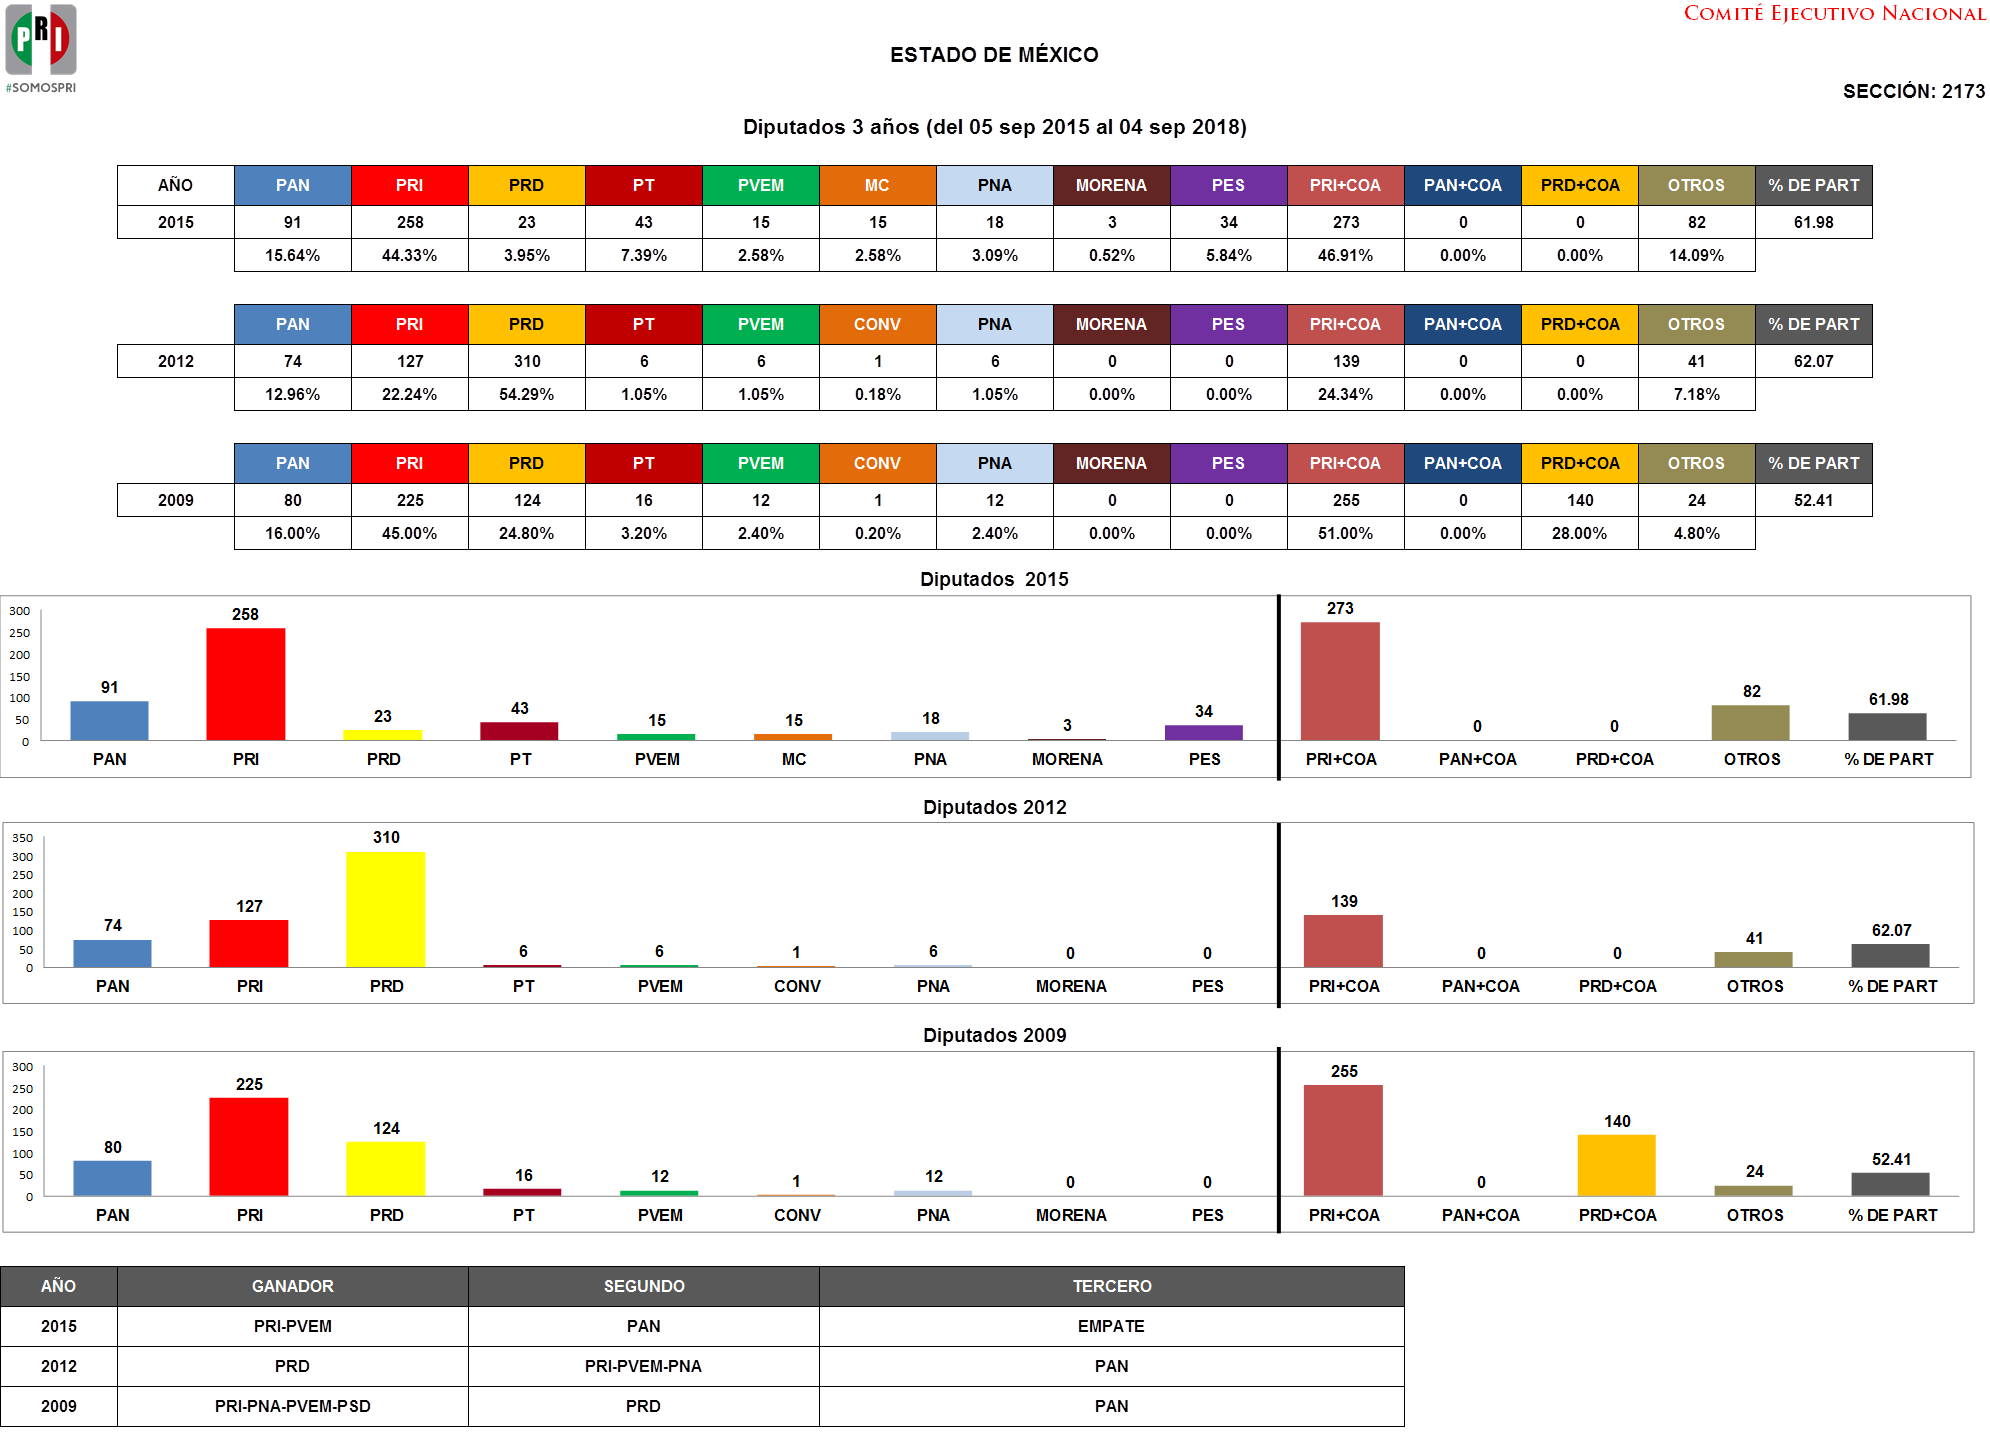 PRI
#SOMOSPRI
COMITÉ EJECUTIVO NACIONAL
ESTADO DE MÉXICO
SECCIÓN: 2173
Diputados 3 años (del 05 sep 2015 al 04 sep 2018)
AÑO PAN PRI PRD PT PVEM MC PNA MORENA PES PRI+COA PAN+COA PRD+COA OTROS % DE PART
2015 91 258 23 43 15 15 18 3 34 273 0 0 82 61.98
15.64% 44.33% 3.95% 7.39% 2.58% 2.58% 3.09% 0.52% 5.84% 46.91% 0.00% 0.00% 14.09%
PAN PRI PRD PT PVEM CONV PNA MORENA PES PRI+COA PAN+COA PRD+COA OTROS % DE PART
2012 74 127 310 6 6 1 6 0 0 139 0 0 41 62.07
12.96% 22.24% 54.29% 1.05% 1.05% 0.18% 1.05% 0.00% 0.00% 24.34% 0.00% 0.00% 7.18%
PAN PRI PRD PT PVEM CONV PNA MORENA PES PRI+COA PAN+COA PRD+COA OTROS % DE PART
2009 80 225 124 16 12 1 12 0 0 255 0 140 24 52.41
16.00% 45.00% 24.80% 3.20% 2.40% 0.20% 2.40% 0.00% 0.00% 51.00% 0.00% 28.00% 4.80%
Diputados 2015
300
250
200
150
100
50
0
91 258 23 43 15 15 18 3 34 273 0 0 82 61.98
PAN PRI PRD PT PVEM MC PNA MORENA PES PRI+COA PAN+COA PRD+COA OTROS % DE PART
Diputados 2012
350
300
250
200
150
100
50
0
74 127 310 6 6 1 6 0 0 139 0 0 41 62.07
PAN PRI PRD PT PVEM CONV PNA MORENA PES PRI+COA PAN+COA PRD+COA OTROS % DE PART
Diputados 2009
300
250
200
150
100
50
0
80 225 124 16 12 1 12 0 0 255 0 140 24 52.41
PAN PRI PRD PT PVEM CONV PNA MORENA PES PRI+COA PAN+COA PRD+COA OTROS % DE PART
AÑO GANADOR SEGUNDO TERCERO
2015 PRI-PVEM PAN EMPATE
2012 PRD PRI-PVEM-PNA PAN
2009 PRI-PNA-PVEM-PSD PRD PAN